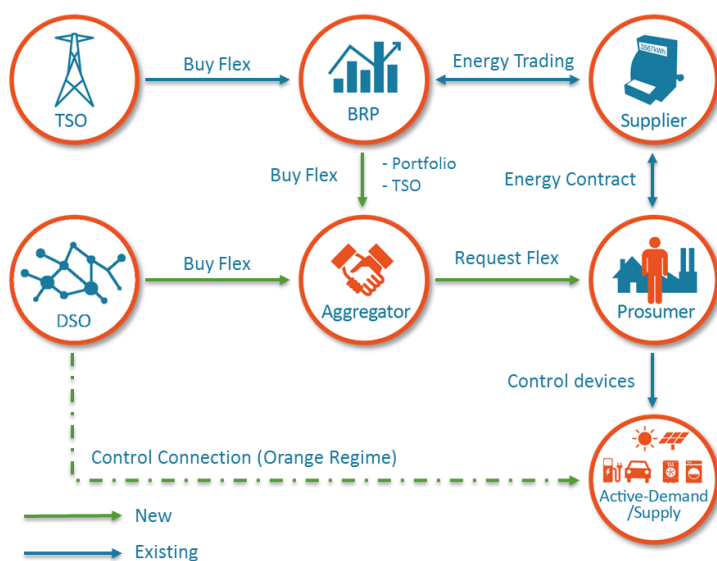 Buy Flex
Energy Trading
3567kWh
TSO
BRP
Supplier
Buy Flex
- Portfolio
- TSO
Energy Contract
Buy Flex
Request Flex
DSO
Aggregator
Prosumer
Control devices
Control Connection (Orange Regime)
Active-Demand
/Supply
New
Existing